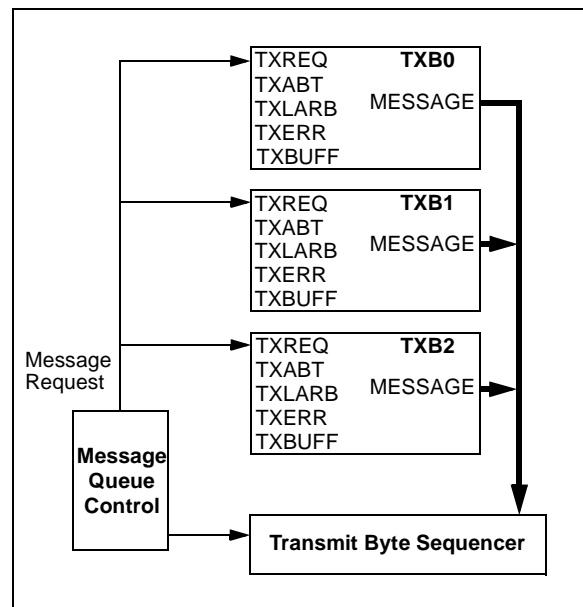 TXREQ TXB0
TXABT
TXLARB MESSAGE
TXERR
TXBUFF
TXREQ TXB1
TXABT
TXLARB MESSAGE
TXERR
TXBUFF
TXREQ TXB2
TXABT
TXLARB MESSAGE
TXERR
TXBUFF
Message
Request
Message
Queue
Control
Transmit Byte Sequencer